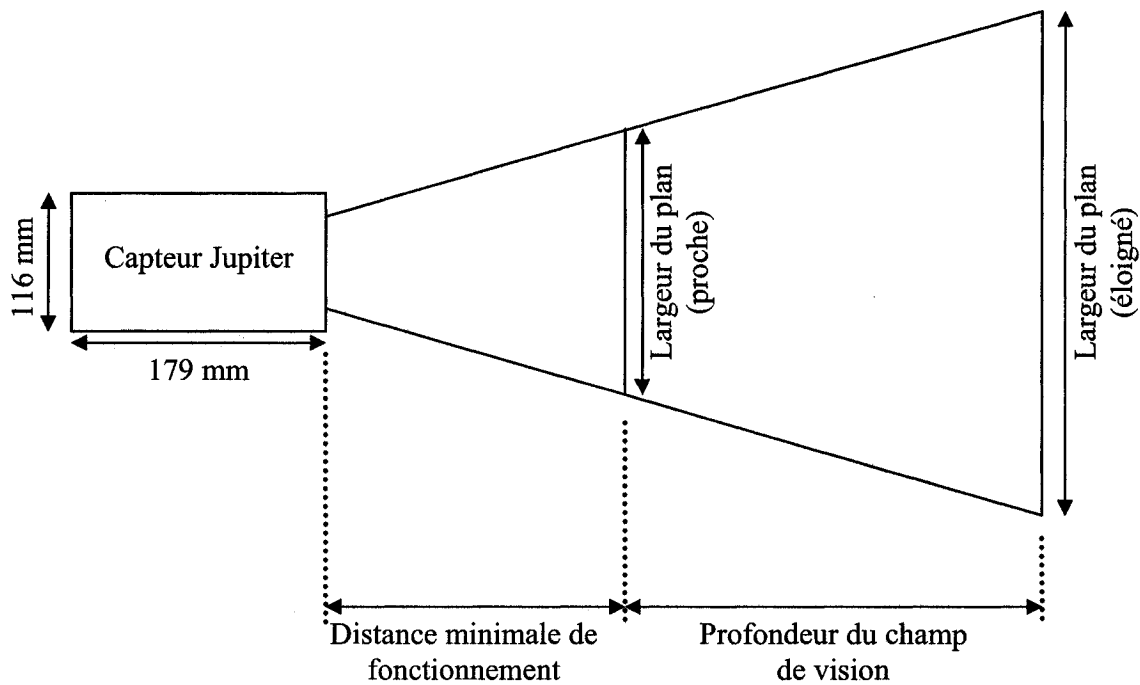 116 mm
Capteur Jupiter
179 mm
Largeur du plan
(proche)
Largeur du plan
(éloigné)
Distance minimale de
fonctionnement
Profondeur du champ
de vision